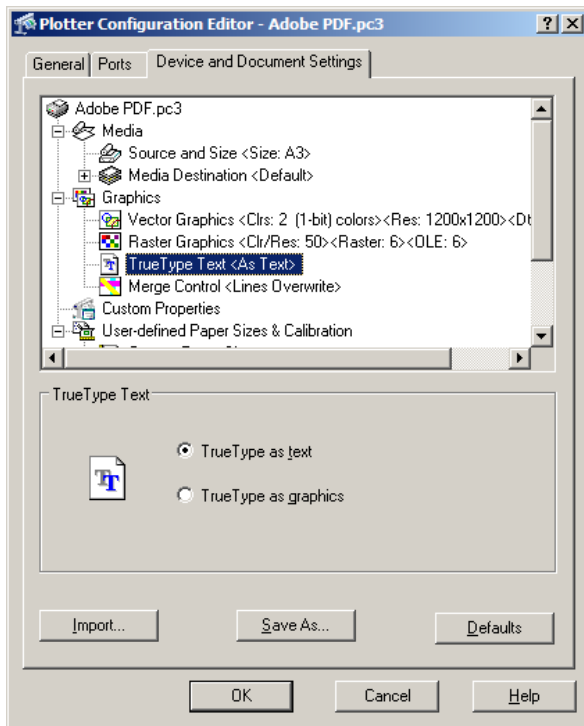 Plotter Configuration Editor - Adobe PDF.pc3
General Ports Device and Document Settings
Adobe PDF.pc3
Media
Source and Size <Size: A3>
Media Destination <Default>
Graphics
Vector Graphics <Clrs: 2 (1-bit) colors><Res: 1200x1200><Dt
Raster Graphics <Clr/Res: 50><Raster: 6><OLE: 6>
TrueType Text <As Text>
Merge Control <Lines Overwrite>
Custom Properties
User-defined Paper Sizes & Calibration
TrueType Text
TrueType as text
TrueType as graphics
Import... Save As... Defaults
OK Cancel Help